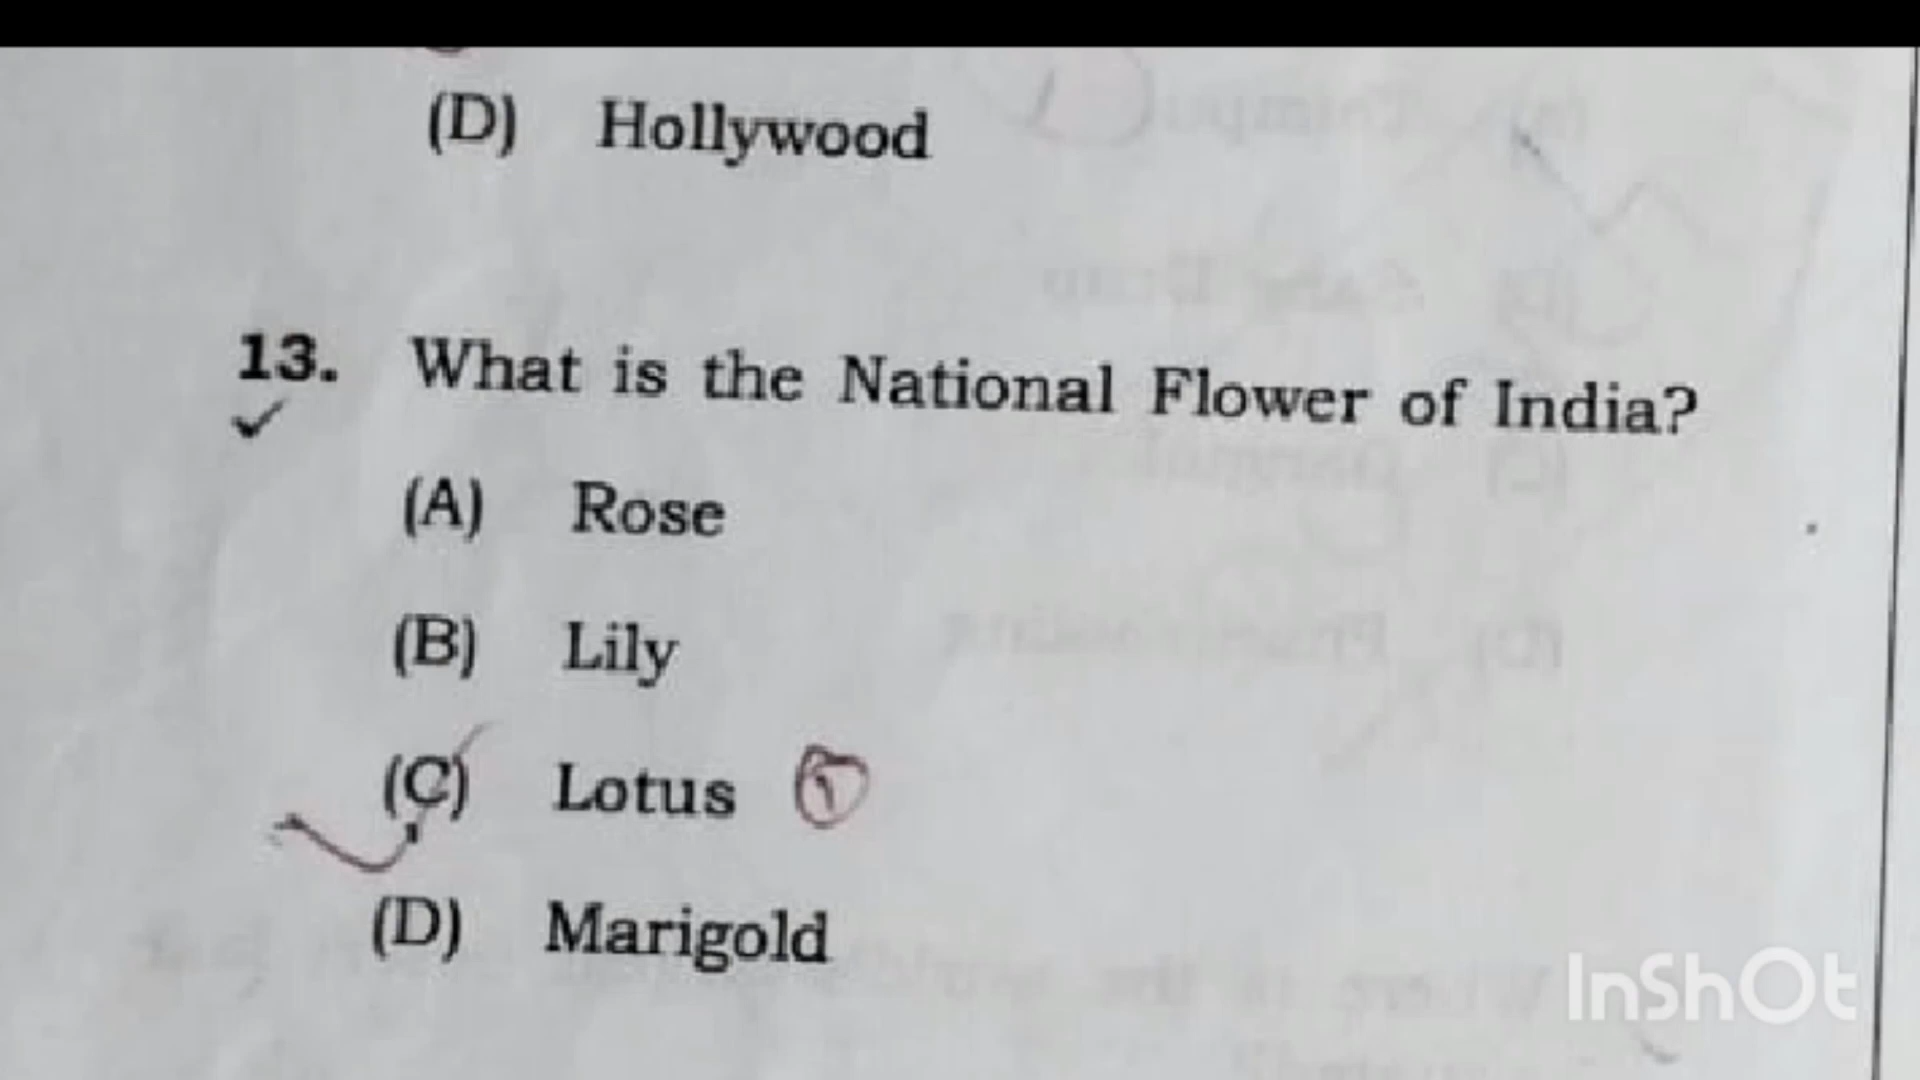 (D) Hollywood
13. What is the National Flower of India?
(A) Rose
(B) Lily
(C) Lotus
(D) Marigold
InShOt